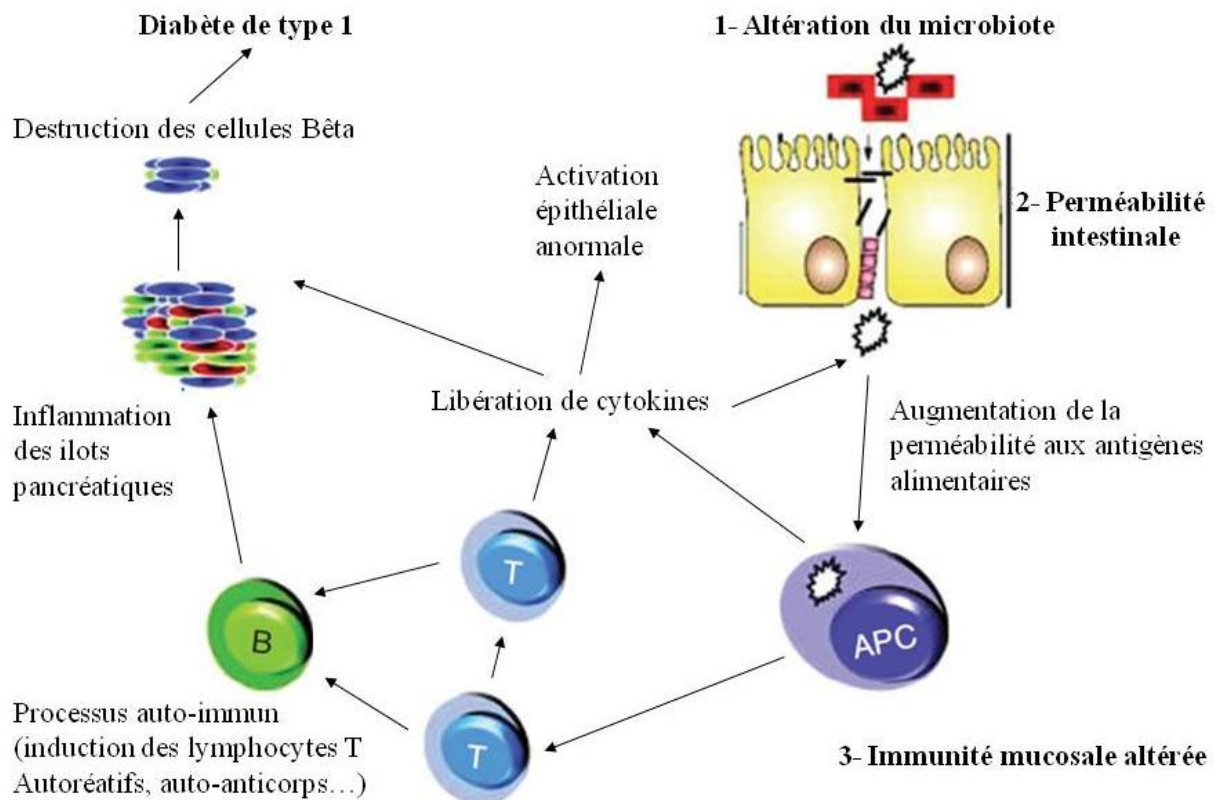 Diabète de type 1
1- Altération du microbiote
Destruction des cellules Bêta
Activation
épithéliale
anormale
2- Perméabilité
intestinale
Libération de cytokines
Inflammation
des ilots
pancréatiques
Augmentation de la
perméabilité aux antigènes
alimentaires
T
B
APC
T
Processus auto-immun
(induction des lymphocytes T
Autoréatifs, auto-anticorps…)
3- Immunité mucosale altérée